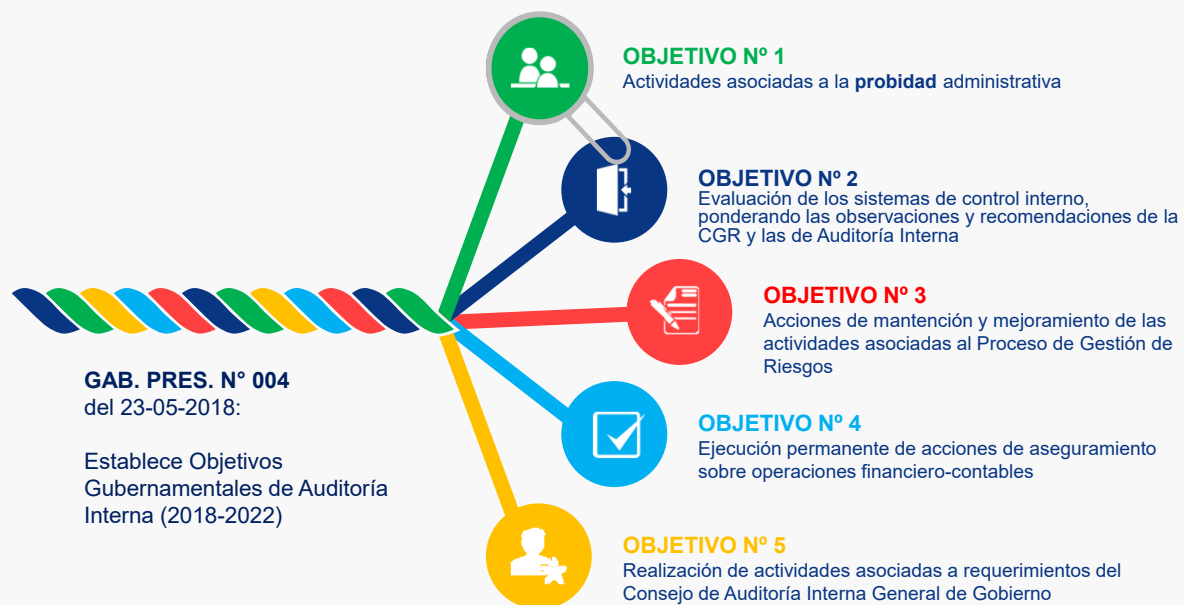 OBJETIVO Nº 1
Actividades asociadas a la probidad administrativa
OBJETIVO Nº 2
Evaluación de los sistemas de control interno,
ponderando las observaciones y recomendaciones de la
CGR y las de Auditoría Interna
OBJETIVO Nº 3
Acciones de mantención y mejoramiento de las
actividades asociadas al Proceso de Gestión de
Riesgos
GAB. PRES. N° 004
del 23-05-2018:
Establece Objetivos
Gubernamentales de Auditoría
Interna (2018-2022)
OBJETIVO Nº 4
Ejecución permanente de acciones de aseguramiento
sobre operaciones financiero-contables
OBJETIVO Nº 5
Realización de actividades asociadas a requerimientos del
Consejo de Auditoría Interna General de Gobierno